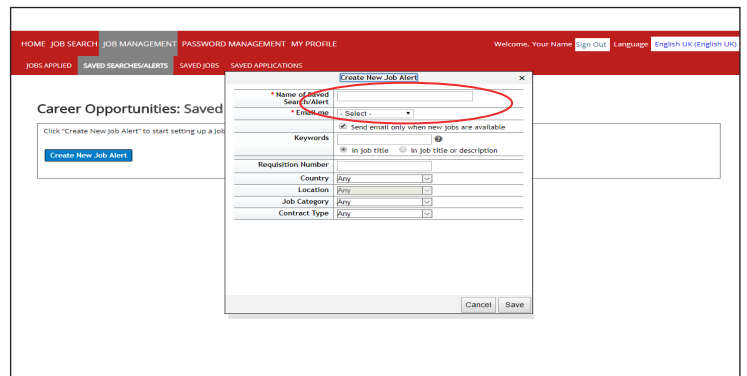 HOME JOB SEARCH JOB MANAGEMENT PASSWORD MANAGEMENT MY PROFILE Welcome, Your Name Sign Out Language English UK (English UK)
JOBS APPLIED SAVED SEARCHES/ALERTS SAVED JOBS SAVED APPLICATIONS
Create New Job Alert ×
Career Opportunities: Saved
Click "Create New Job Alert" to start setting up a job
Create New Job Alert
* Name of Saved
Search/Alert
* Email me - Select -
Send email only when new jobs are available
Keywords
In job title In job title or description
Requisition Number
Country Any
Location Any
Job Category Any
Contract Type Any
Cancel Save